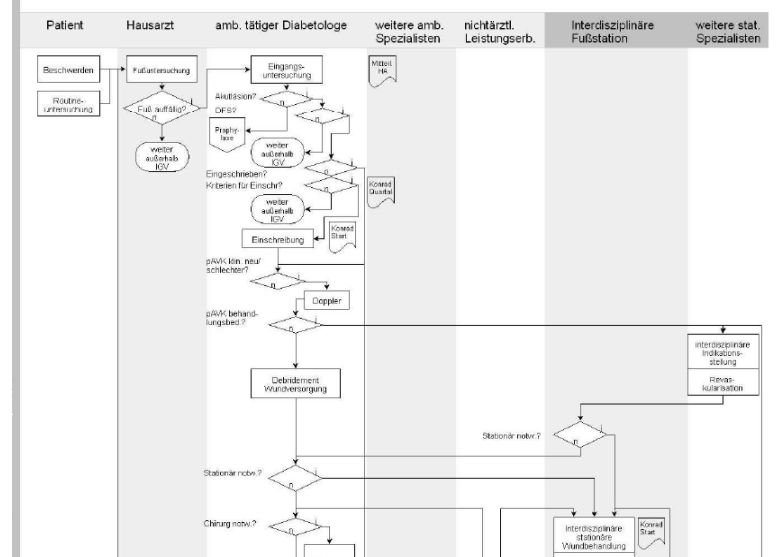 Patient
Hausarzt
amb. tätiger Diabetologe
weitere amb.
Spezialisten
nichtärztl.
Leistungserb.
Interdisziplinäre
Fußstation
weitere stat.
Spezialisten
Beschwerden
Fußuntersuchung
Eingangs-
untersuchung
Mitteil
HA
Routine-
untersuchung
Fuß auffällig?
j
n
Akutläsion?
j
n
DFS?
j
n
Prophy-
laxe
weiter
außerhalb
IGV
weiter
außerhalb
IGV
Eingeschrieben?
j
n
Kriterien für Einschr?
j
n
Konrad
Quartal
weiter
außerhalb
IGV
Einschreibung
Konrad
Start
pAVK klin. neu/
schlechter?
j
n
Doppler
pAVK behand-
lungsbed.?
j
n
interdisziplinäre
Indikations-
stellung
Revas-
kularisation
Debridement
Wundversorgung
Stationär notw.?
j
n
Stationär notw.?
j
n
Chirurg notw.?
j
n
Interdisziplinäre
stationäre
Wundbehandlung
Konrad
Start